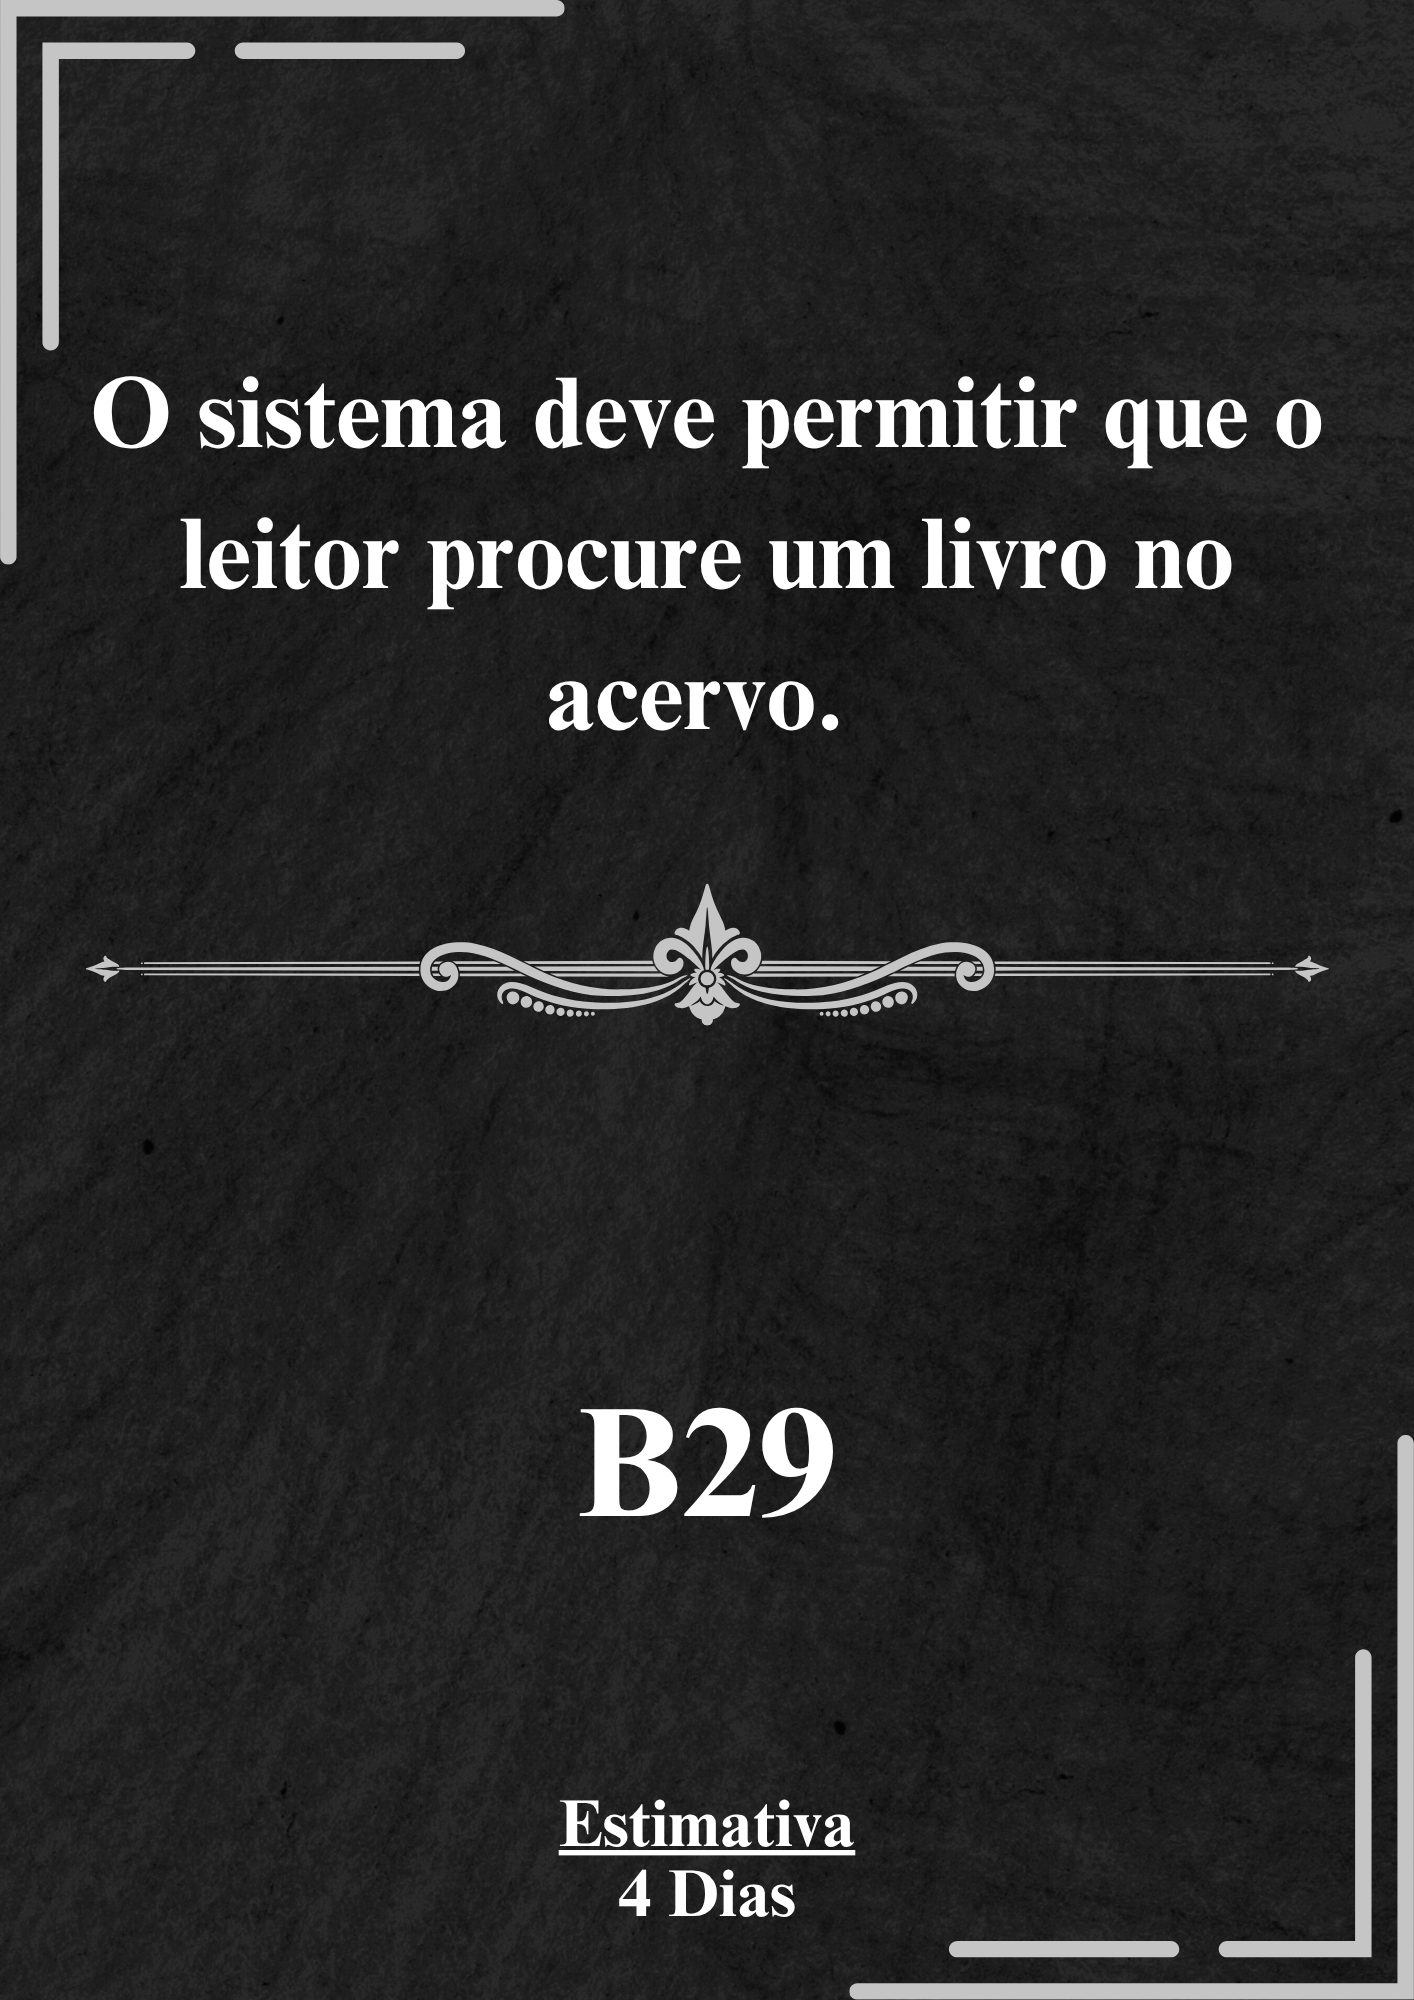 O sistema deve permitir que o
leitor procure um livro no
acervo.
B29
Estimativa
4 Dias